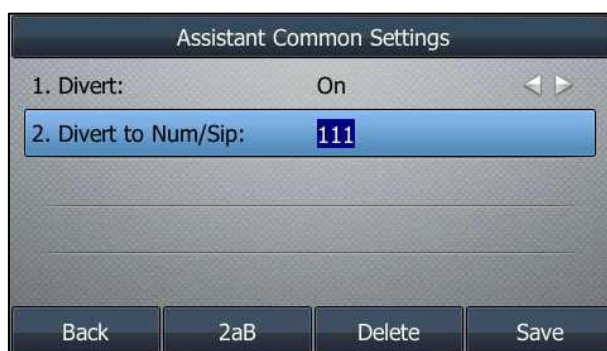 Assistant Common Settings
1. Divert: On
2. Divert to Num/Sip: 111
Back 2aB Delete Save